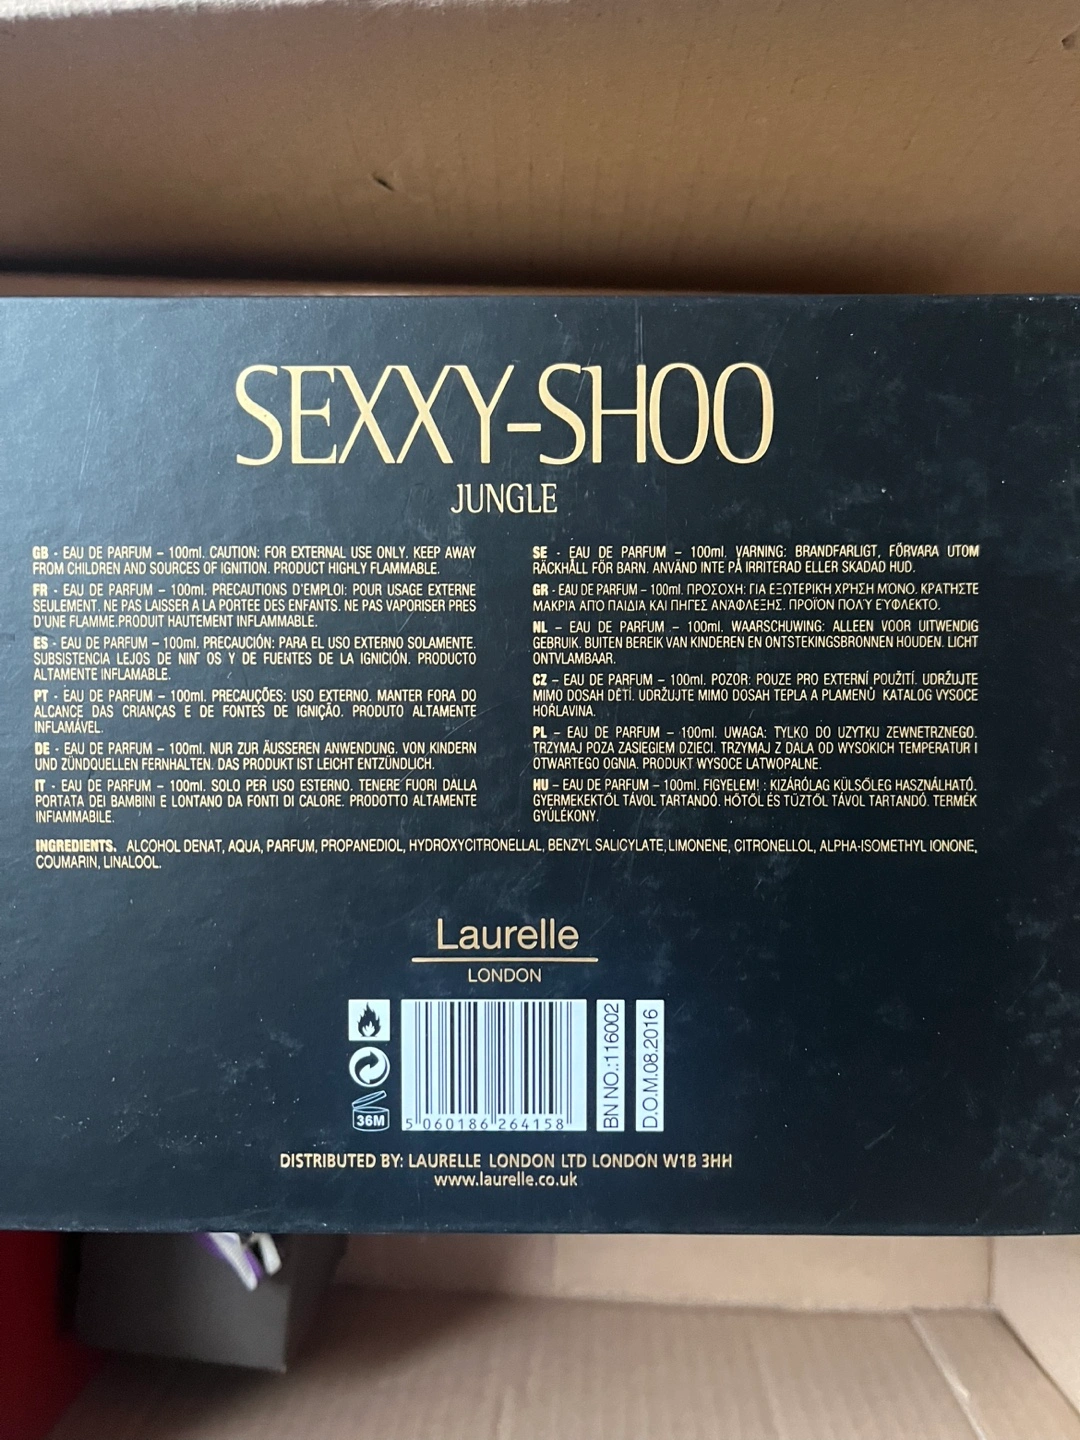 SEXXY-SHOO
JUNGLE
GB - EAU DE PARFUM – 100ml. CAUTION: FOR EXTERNAL USE ONLY. KEEP AWAY
FROM CHILDREN AND SOURCES OF IGNITION. PRODUCT HIGHLY FLAMMABLE.
FR - EAU DE PARFUM – 100ml. PRECAUTIONS D'EMPLOI: POUR USAGE EXTERNE
SEULEMENT. NE PAS LAISSER A LA PORTEE DES ENFANTS. NE PAS VAPORISER PRES
D'UNE FLAMME.PRODUIT HAUTEMENT INFLAMMABLE.
ES - EAU DE PARFUM – 100ml. PRECAUCIÓN: PARA EL USO EXTERNO SOLAMENTE.
SUBSISTENCIA LEJOS DE NIN˜ OS Y DE FUENTES DE LA IGNICIÓN. PRODUCTO
ALTAMENTE INFLAMABLE.
PT - EAU DE PARFUM – 100ml. PRECAUÇÕES: USO EXTERNO. MANTER FORA DO
ALCANCE DAS CRIANÇAS E DE FONTES DE IGNIÇÃO. PRODUTO ALTAMENTE
INFLAMÁVEL.
DE - EAU DE PARFUM – 100ml. NUR ZUR ÄUSSEREN ANWENDUNG. VON KINDERN
UND ZÜNDQUELLEN FERNHALTEN. DAS PRODUKT IST LEICHT ENTZÜNDLICH.
IT - EAU DE PARFUM – 100ml. SOLO PER USO ESTERNO. TENERE FUORI DALLA
PORTATA DEI BAMBINI E LONTANO DA FONTI DI CALORE. PRODOTTO ALTAMENTE
INFIAMMABILE.
SE - EAU DE PARFUM – 100ml. VARNING: BRANDFARLIGT, FÖRVARA UTOM
RÄCKHÅLL FÖR BARN. ANVÄND INTE PÅ IRRITERAD ELLER SKADAD HUD.
GR - EAU DE PARFUM – 100ml. ΠΡΟΣΟΧΗ: ΓΙΑ ΕΞΩΤΕΡΙΚΗ ΧΡΉΣΗ ΜΌΝΟ. ΚΡΑΤΉΣΤΕ
ΜΑΚΡΙΆ ΑΠΌ ΠΑΙΔΙΆ ΚΑΙ ΠΗΓΈΣ ΑΝΆΦΛΕΞΗΣ. ΠΡΟΪΟΝ ΠΟΛΎ ΕΥΦΛΕΚΤΟ.
NL – EAU DE PARFUM – 100ml. WAARSHUWING: ALLEEN VOOR UITWENDIG
GEBRUIK. BUITEN BEREIK VAN KINDEREN EN ONTSTEKINGSBRONNEN HOUDEN. LICHT
ONTVLAMBAAR.
CZ – EAU DE PARFUM – 100ml. POZOR: POUZE PRO EXTERNÍ POUŽITÍ. UDRŽUJTE
MIMO DOSAH DĚTÍ. UDRŽUJTE MIMO DOSAH TEPLA A PLAMENŮ KATALOG VYSOCE
HOŘLAVINA.
PL – EAU DE PARFUM – 100ml. UWAGA: TYLKO DO UZYTKU ZEWNETRZNEGO.
TRZYMAJ POZA ZASIEGIEM DZIECI. TRZYMAJ Z DALA OD WYSOKICH TEMPERATUR I
OTWARTEGO OGNIA. PRODUKT WYSOCE LATWOPALNE.
HU – EAU DE PARFUM – 100ml. FIGYELEM! : KIZÁRÓLAG KÜLSŐLEG HASZNÁLHATÓ.
GYERMEKEKTŐL TÁVOL TARTANDÓ. HŐTŐL ÉS TŰZTŐL TÁVOL TARTANDÓ. TERMÉK
GYÚLÉKONY.
INGREDIENTS. ALCOHOL DENAT, AQUA, PARFUM, PROPANEDIOL, HYDROXYCITRONELLAL, BENZYL SALICYLATE, LIMONENE, CITRONELLOL, ALPHA-ISOMETHYL IONONE,
COUMARIN, LINALOOL.
Laurelle
LONDON
36M
5 060186 264158
BN NO.:116002
D.O.M.08.2016
DISTRIBUTED BY: LAURELLE LONDON LTD LONDON W1B 3HH
www.laurelle.co.uk